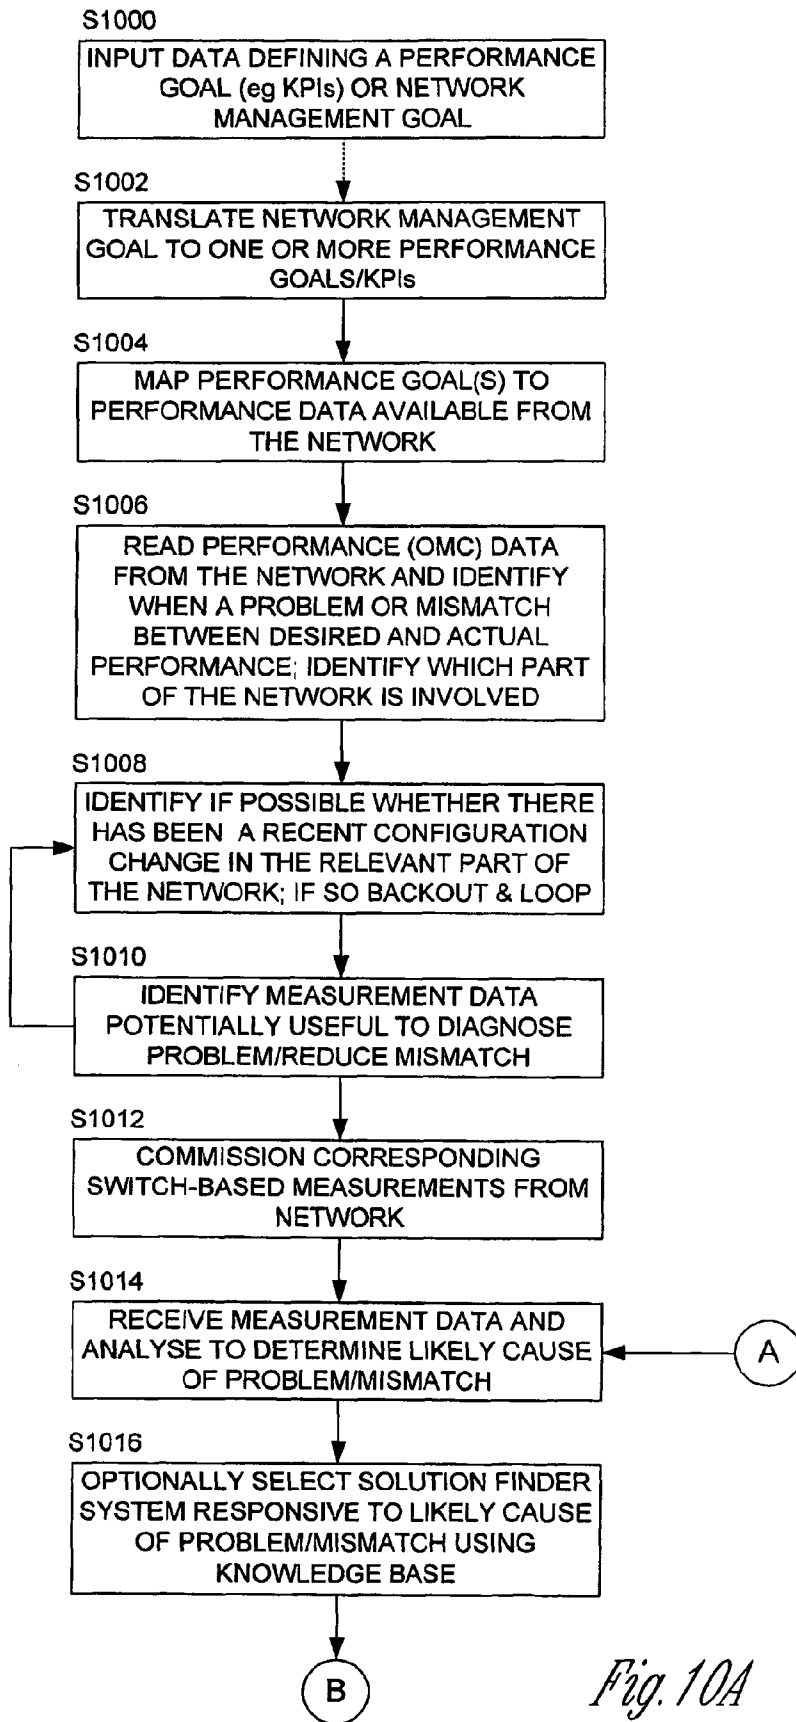 S1000
INPUT DATA DEFINING A PERFORMANCE
GOAL (eg KPIs) OR NETWORK
MANAGEMENT GOAL
S1002
TRANSLATE NETWORK MANAGEMENT
GOAL TO ONE OR MORE PERFORMANCE
GOALS/KPIs
S1004
MAP PERFORMANCE GOAL(S) TO
PERFORMANCE DATA AVAILABLE FROM
THE NETWORK
S1006
READ PERFORMANCE (OMC) DATA
FROM THE NETWORK AND IDENTIFY
WHEN A PROBLEM OR MISMATCH
BETWEEN DESIRED AND ACTUAL
PERFORMANCE; IDENTIFY WHICH PART
OF THE NETWORK IS INVOLVED
S1008
IDENTIFY IF POSSIBLE WHETHER THERE
HAS BEEN A RECENT CONFIGURATION
CHANGE IN THE RELEVANT PART OF
THE NETWORK; IF SO BACKOUT & LOOP
S1010
IDENTIFY MEASUREMENT DATA
POTENTIALLY USEFUL TO DIAGNOSE
PROBLEM/REDUCE MISMATCH
S1012
COMMISSION CORRESPONDING
SWITCH-BASED MEASUREMENTS FROM
NETWORK
S1014
RECEIVE MEASUREMENT DATA AND
ANALYSE TO DETERMINE LIKELY CAUSE
OF PROBLEM/MISMATCH
A
S1016
OPTIONALLY SELECT SOLUTION FINDER
SYSTEM RESPONSIVE TO LIKELY CAUSE
OF PROBLEM/MISMATCH USING
KNOWLEDGE BASE
B
Fig. 10A